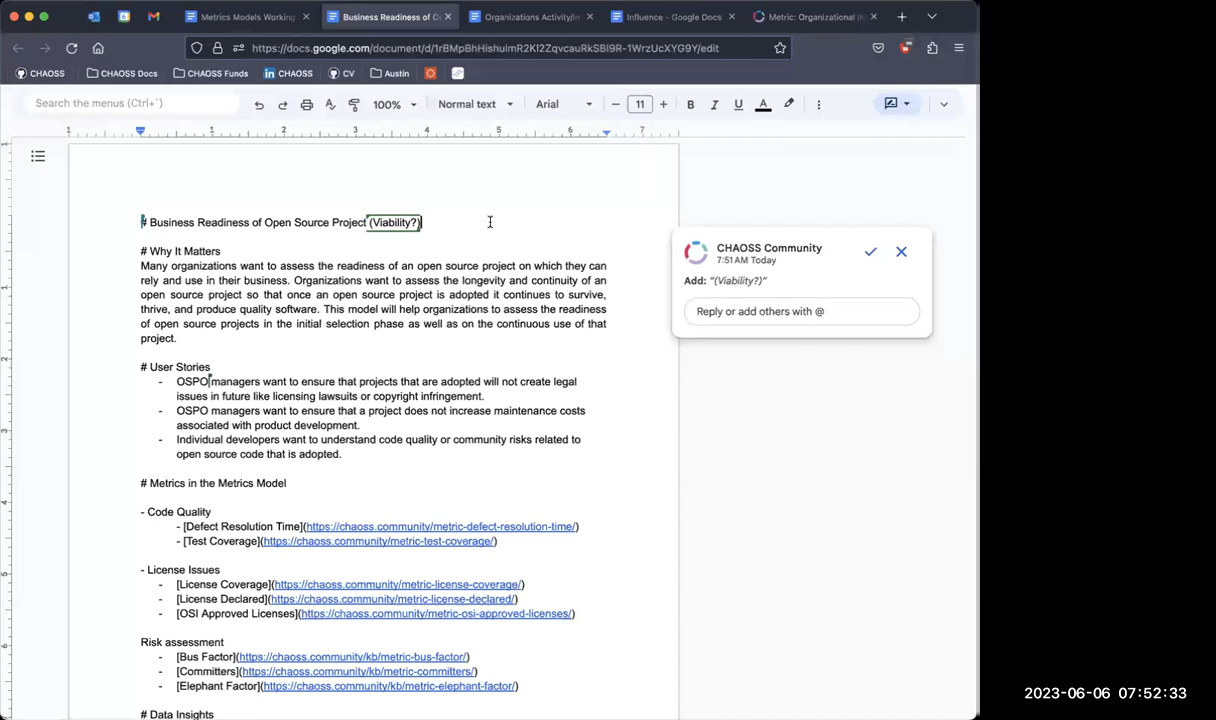 Metrics Models Working
Business Readiness of O
Organizations Activity/Ir
Influence - Google Docs
Metric: Organizational In
https://docs.google.com/document/d/1rBMpBhHishuimR2Kl2ZqvcauRkSBl9R-1WrzUcXYG9Y/edit
CHAOSS
CHAOSS Docs
CHAOSS Funds
CHAOSS
CV
Austin
Search the menus (Ctrl+`)
100%
Normal text
Arial
11
B
I
U
A
1 1 2 3 4 5 6 7
# Business Readiness of Open Source Project (Viability?)
# Why It Matters
Many organizations want to assess the readiness of an open source project on which they can
rely and use in their business. Organizations want to assess the longevity and continuity of an
open source project so that once an open source project is adopted it continues to survive,
thrive, and produce quality software. This model will help organizations to assess the readiness
of open source projects in the initial selection phase as well as on the continuous use of that
project.
# User Stories
- OSPO managers want to ensure that projects that are adopted will not create legal
issues in future like licensing lawsuits or copyright infringement.
- OSPO managers want to ensure that a project does not increase maintenance costs
associated with product development.
- Individual developers want to understand code quality or community risks related to
open source code that is adopted.
# Metrics in the Metrics Model
- Code Quality
- [Defect Resolution Time](https://chaoss.community/metric-defect-resolution-time/)
- [Test Coverage](https://chaoss.community/metric-test-coverage/)
- License Issues
- [License Coverage](https://chaoss.community/metric-license-coverage/)
- [License Declared](https://chaoss.community/metric-license-declared/)
- [OSI Approved Licenses](https://chaoss.community/metric-osi-approved-licenses/)
Risk assessment
- [Bus Factor](https://chaoss.community/kb/metric-bus-factor/)
- [Committers](https://chaoss.community/kb/metric-committers/)
- [Elephant Factor](https://chaoss.community/kb/metric-elephant-factor/)
# Data Insights
CHAOSS Community
7:51 AM Today
Add: "(Viability?)"
Reply or add others with @
2023-06-06 07:52:33